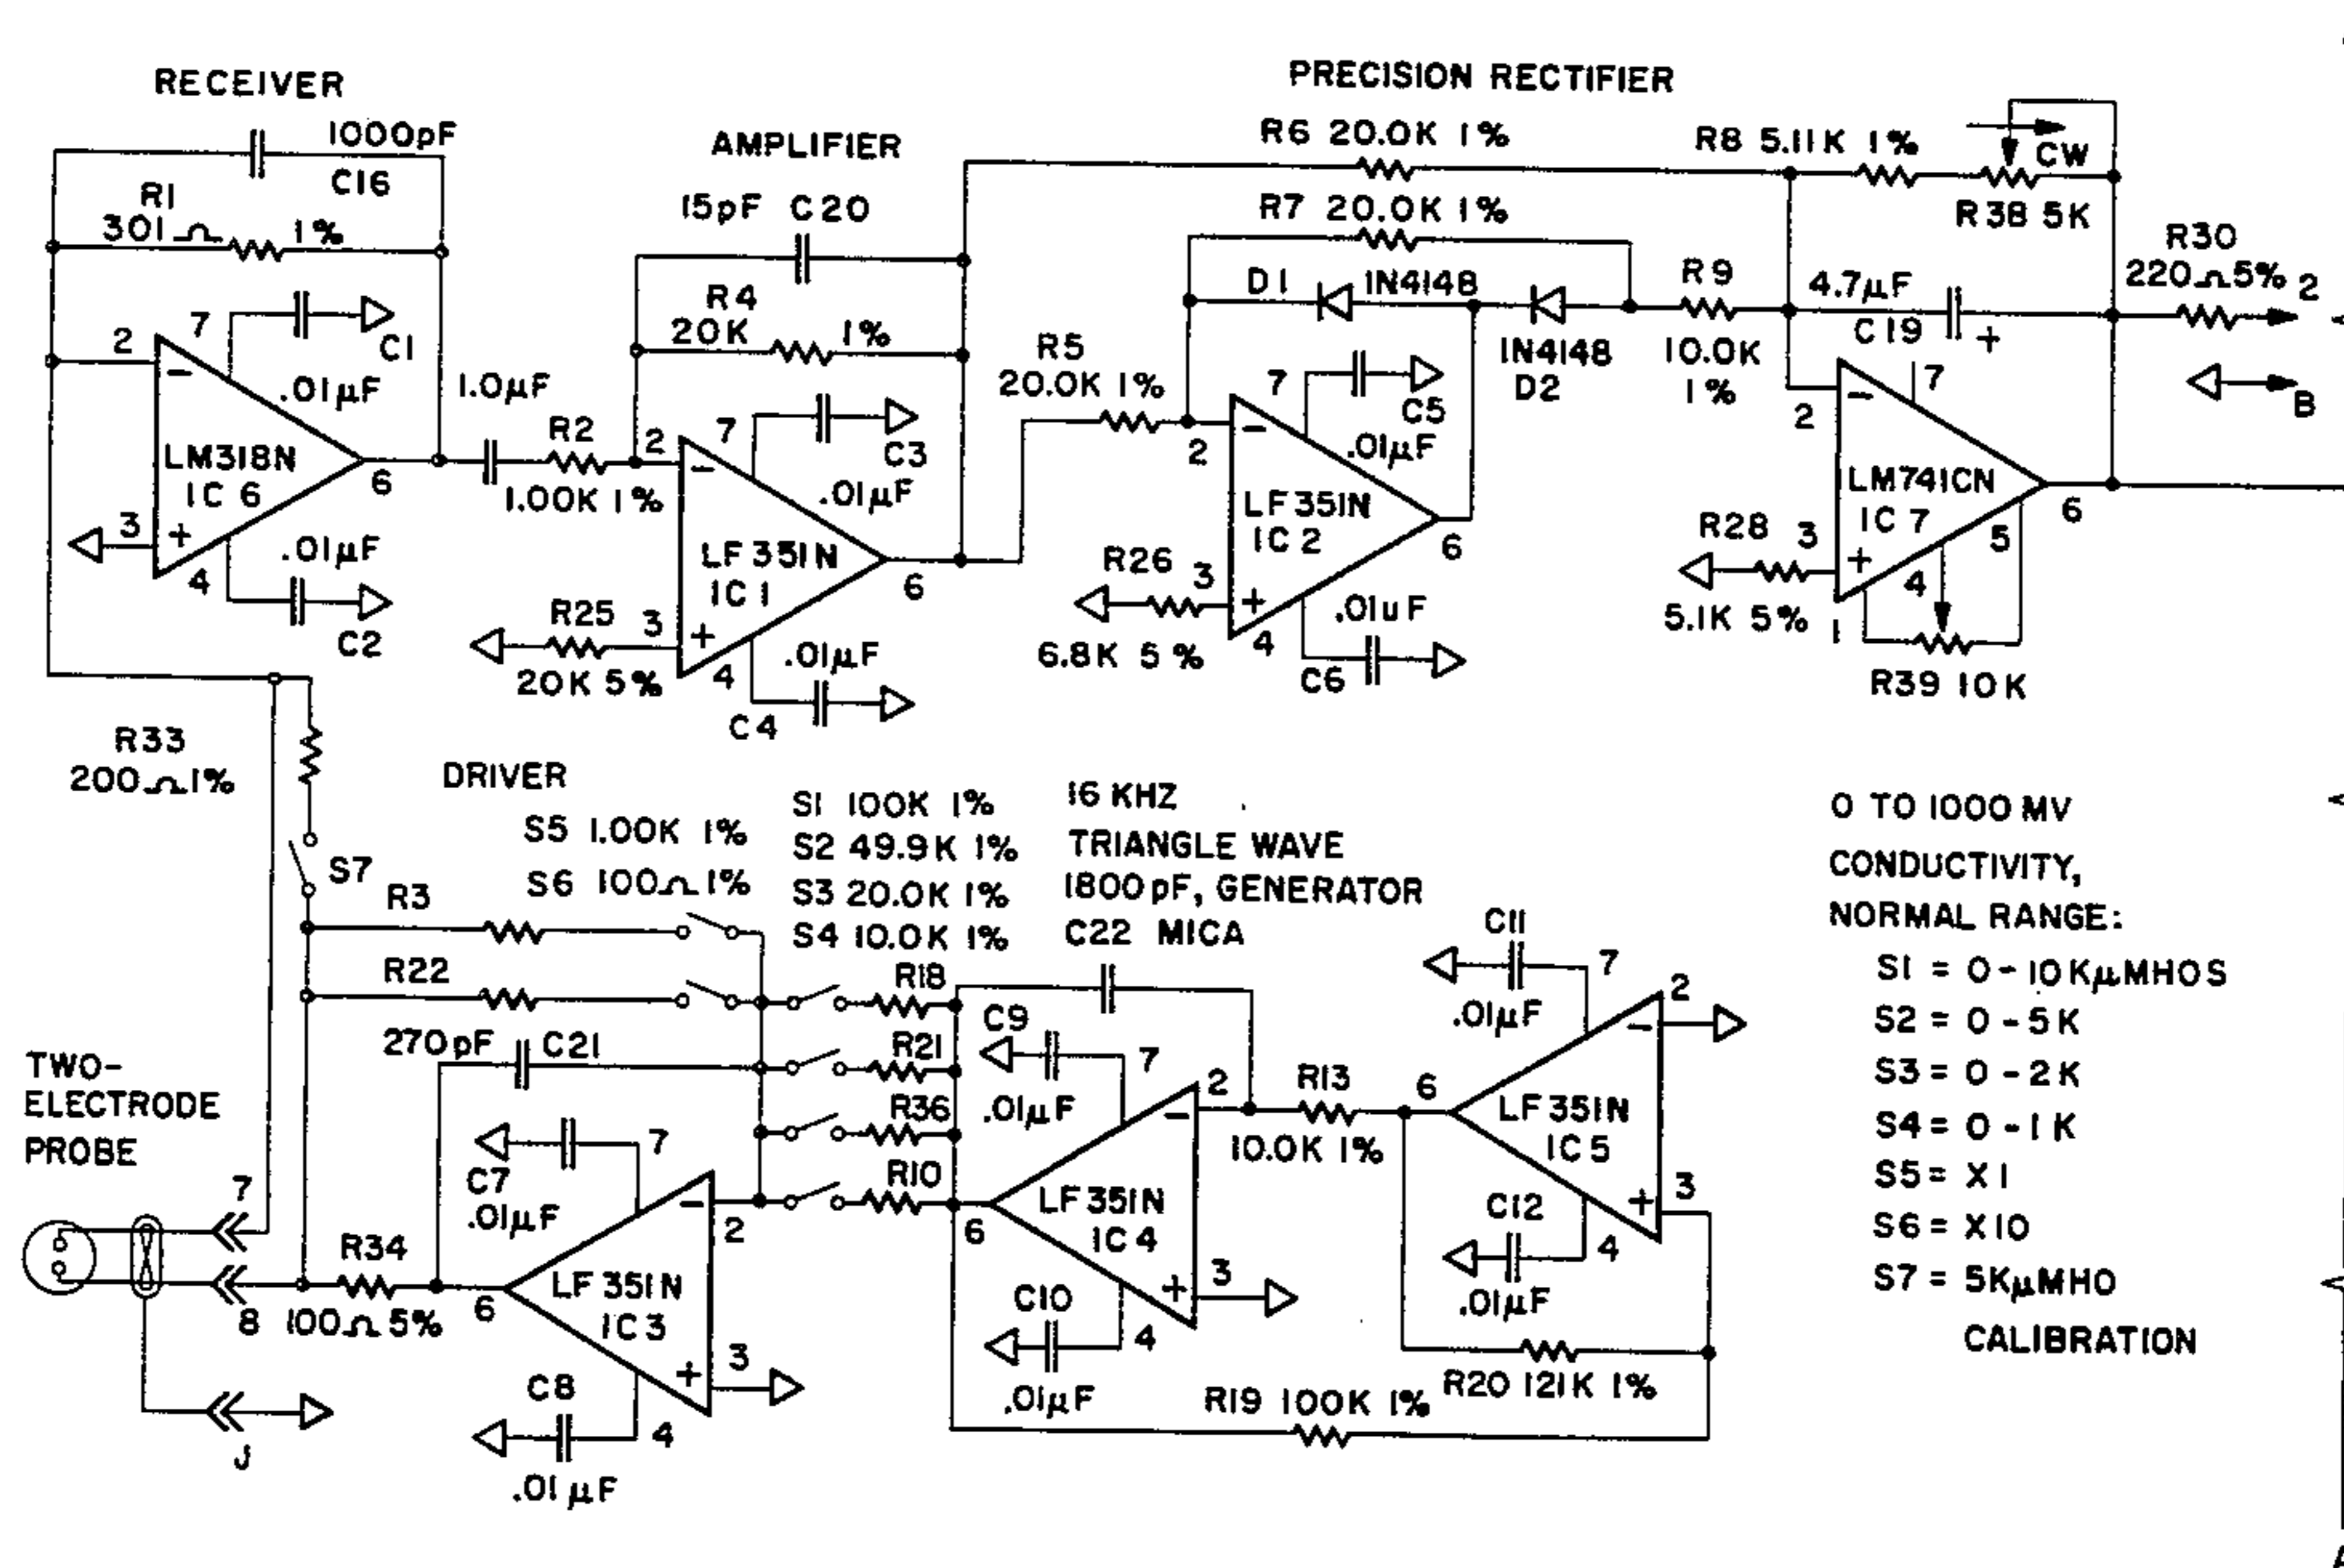 RECEIVER
1000pF
C16
R1
301Ω 1%
2
7
C1
.01µF
LM318N
IC 6
6
3
4
.01µF
C2
1.0µF
R2
1.00K 1%
AMPLIFIER
15pF C20
R4
20K 1%
2
7
C3
.01µF
LF351N
IC 1
6
R25
3
20K 5%
4
.01µF
C4
PRECISION RECTIFIER
R6 20.0K 1%
R7 20.0K 1%
D1
1N4148
1N4148
D2
R5
20.0K 1%
2
7
C5
.01µF
LF351N
IC 2
6
R26
3
6.8K 5%
4
.01uF
C6
R8 5.11K 1%
CW
R38 5K
R9
10.0K
1%
4.7µF
C19
+
R30
220Ω5%
2
B
7
2
LM741CN
IC 7
6
R28
3
5.1K 5%
4
5
1
R39 10K
R33
200Ω1%
DRIVER
S5 1.00K 1%
S6 100Ω1%
S7
R3
R22
S1 100K 1%
S2 49.9K 1%
S3 20.0K 1%
S4 10.0K 1%
R18
R21
R36
R10
16 KHZ
TRIANGLE WAVE
1800pF, GENERATOR
C22 MICA
270pF C21
TWO-
ELECTRODE
PROBE
7
8
J
R34
100Ω5%
C7
.01µF
7
2
LF351N
IC 3
6
3
C8
4
.01µF
C9
.01µF
7
2
LF351N
IC 4
6
3
C10
4
.01µF
R13
10.0K 1%
C11
.01µF
7
2
6
LF351N
IC 5
3
C12
4
.01µF
R20 121K 1%
R19 100K 1%
0 TO 1000 MV
CONDUCTIVITY,
NORMAL RANGE:
S1 = 0-10KµMHOS
S2 = 0-5K
S3 = 0-2K
S4 = 0-1K
S5 = X1
S6 = X10
S7 = 5KµMHO
CALIBRATION